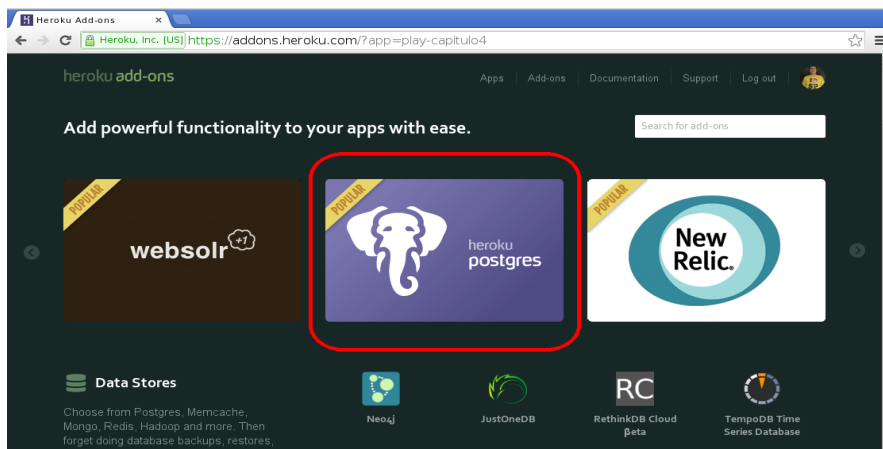 Heroku Add-ons
Heroku, Inc. [US] https://addons.heroku.com/?app=play-capitulo4
heroku add-ons
Apps Add-ons Documentation Support Log out
Add powerful functionality to your apps with ease.
Search for add-ons
POPULAR
websolr +1
POPULAR
heroku
postgres
POPULAR
New
Relic.
Data Stores
Choose from Postgres, Memcache,
Mongo, Redis, Hadoop and more. Then
forget doing database backups, restores,
Neo4j
JustOneDB
RC
RethinkDB Cloud
βeta
TempoDB Time
Series Database